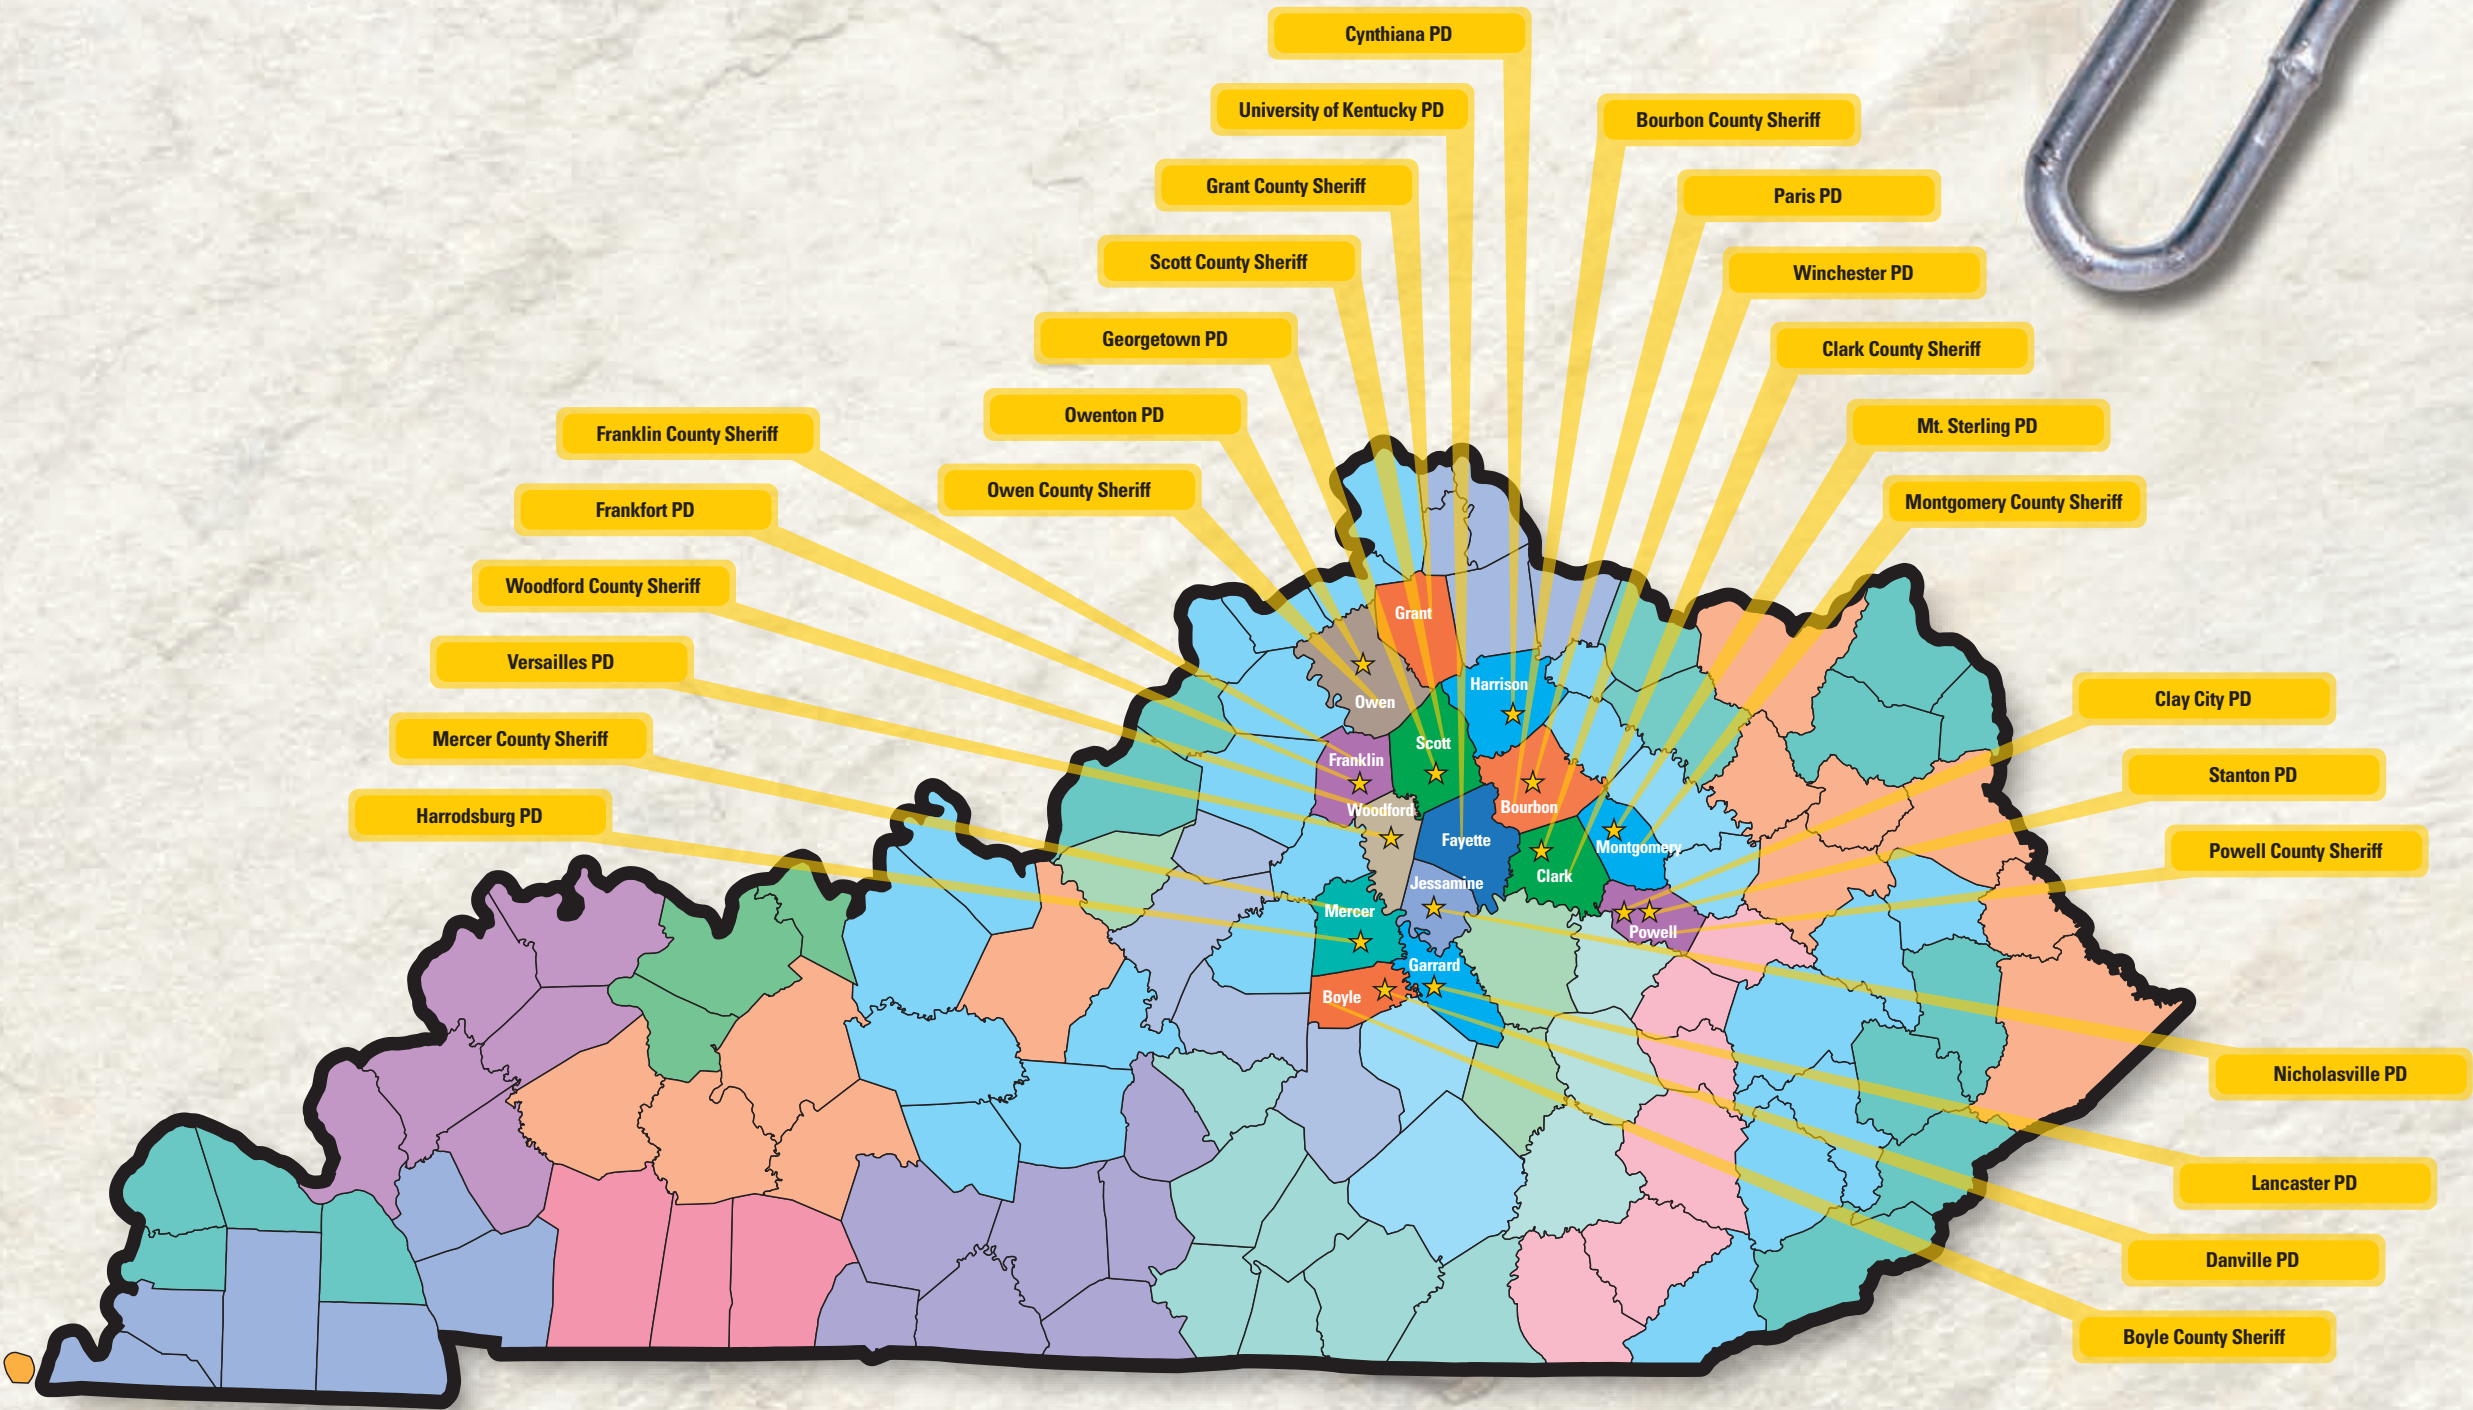 Cynthiana PD
University of Kentucky PD
Bourbon County Sheriff
Grant County Sheriff
Paris PD
Scott County Sheriff
Winchester PD
Georgetown PD
Clark County Sheriff
Owenton PD
Mt. Sterling PD
Franklin County Sheriff
Owen County Sheriff
Montgomery County Sheriff
Frankfort PD
Woodford County Sheriff
Versailles PD
Clay City PD
Mercer County Sheriff
Stanton PD
Harrodsburg PD
Powell County Sheriff
Grant
Harrison
Owen
Scott
Franklin
Woodford
Bourbon
Fayette
Montgomery
Clark
Jessamine
Mercer
Powell
Garrard
Boyle
Nicholasville PD
Lancaster PD
Danville PD
Boyle County Sheriff